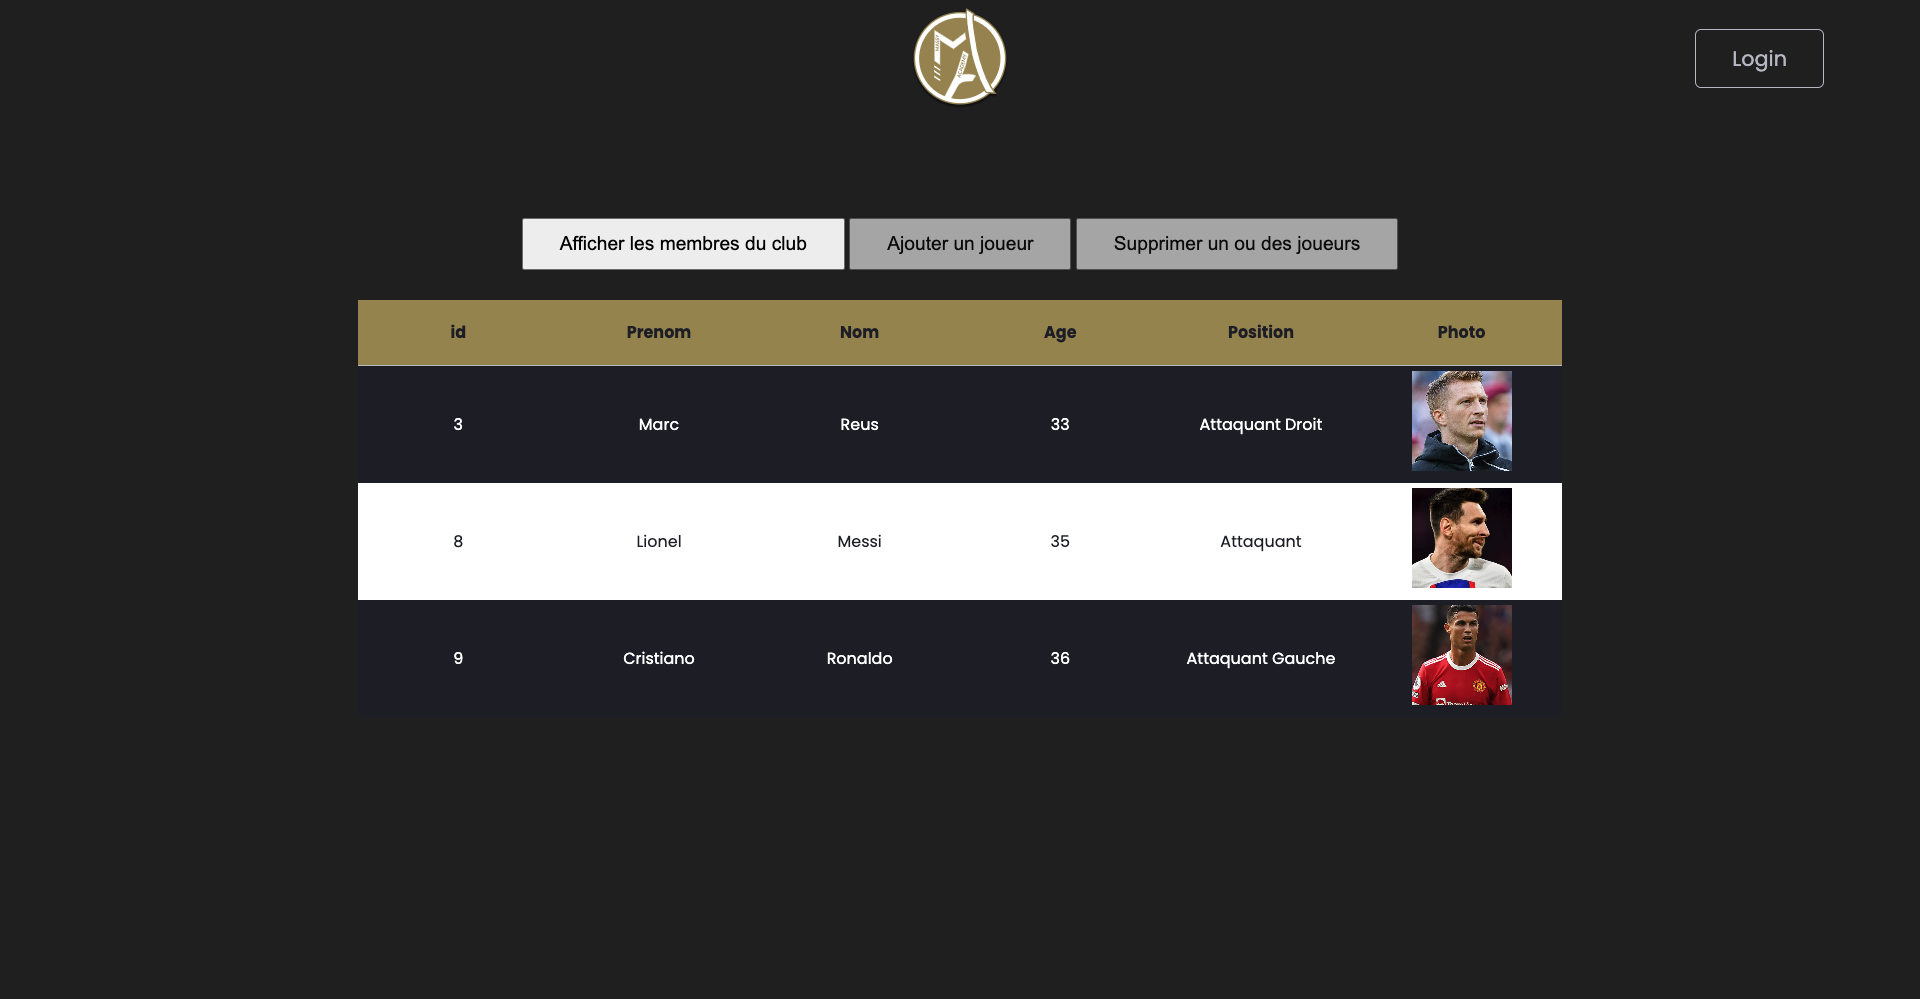 Login
Afficher les membres du club Ajouter un joueur Supprimer un ou des joueurs
id Prenom Nom Age Position Photo
3 Marc Reus 33 Attaquant Droit
8 Lionel Messi 35 Attaquant
9 Cristiano Ronaldo 36 Attaquant Gauche